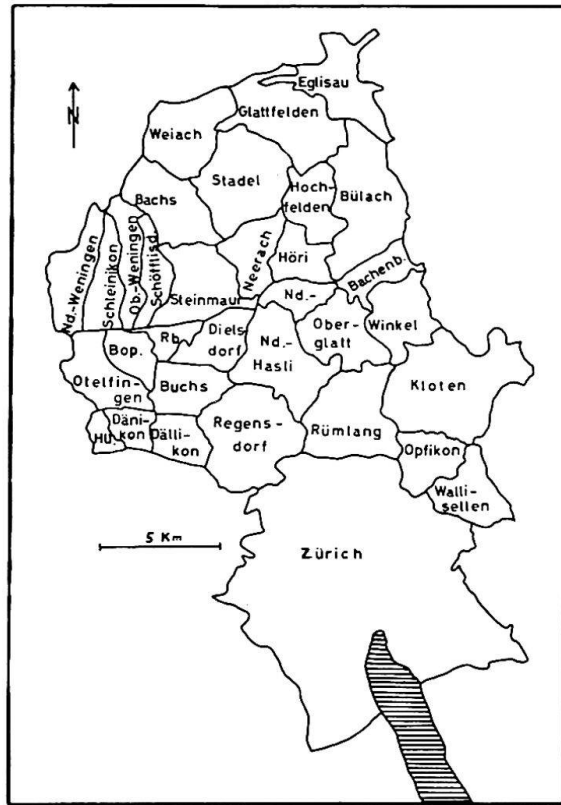 Eglisau
Glattfelden
N
Weiach
Stadel
Hoch-
felden
Bülach
Bachs
Nd.-Weningen
Schleinikon
Ob.-Weningen
Schöfflisd.
Neerach
Höri
Bachenb.
Steinmaur
Nd.-
Ober-
glatt
Winkel
Rb.
Diels
dorf
Nd.-
Hasli
Bop.
Kloten
Otelfin-
gen
Buchs
Regens-
dorf
Rümlang
Däni-
kon
Hü.
Dälli-
kon
Opfikon
Walli-
sellen
5 Km
Zürich